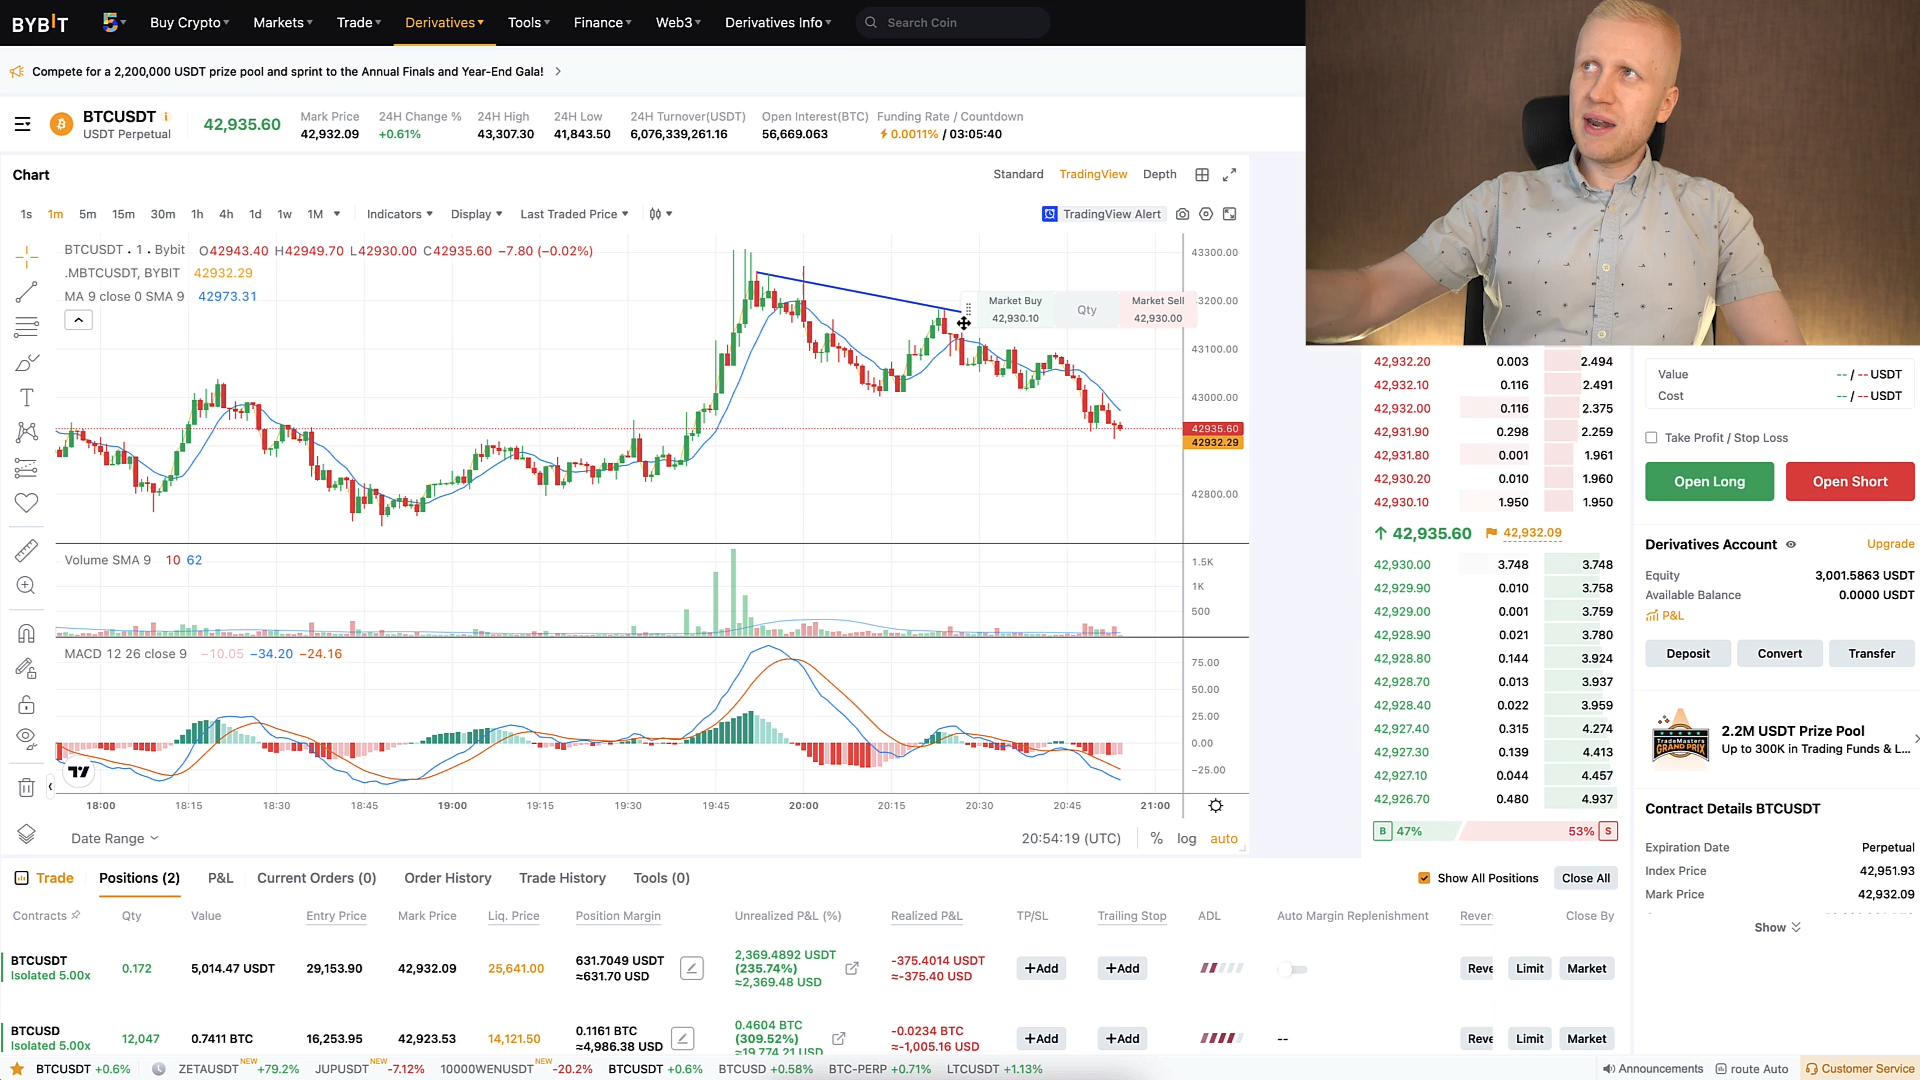 BYBIT
Buy Crypto Markets Trade Derivatives Tools Finance Web3 Derivatives Info Search Coin
Compete for a 2,200,000 USDT prize pool and sprint to the Annual Finals and Year-End Gala!
BTCUSDT
USDT Perpetual
42,935.60
Mark Price 24H Change % 24H High 24H Low 24H Turnover(USDT) Open Interest(BTC) Funding Rate / Countdown
42,932.09 +0.61% 43,307.30 41,843.50 6,076,339,261.16 56,669.063 0.0011% / 03:05:40
Chart
Standard TradingView Depth
1s 1m 5m 15m 30m 1h 4h 1d 1w 1M Indicators Display Last Traded Price
TradingView Alert
BTCUSDT . 1 . Bybit O42943.40 H42949.70 L42930.00 C42935.60 −7.80 (−0.02%)
.MBTCUSDT, BYBIT 42932.29
MA 9 close 0 SMA 9 42973.31
43300.00
43200.00
43100.00
43000.00
42935.60
42932.29
42800.00
Market Buy
42,930.10
Qty
Market Sell
42,930.00
Volume SMA 9 10 62
1.5K
1K
500
MACD 12 26 close 9 −10.05 −34.20 −24.16
75.00
50.00
25.00
0.00
−25.00
18:00 18:15 18:30 18:45 19:00 19:15 19:30 19:45 20:00 20:15 20:30 20:45 21:00
Date Range
20:54:19 (UTC) % log auto
42,932.20 0.003 2.494
42,932.10 0.116 2.491
42,932.00 0.116 2.375
42,931.90 0.298 2.259
42,931.80 0.001 1.961
42,930.20 0.010 1.960
42,930.10 1.950 1.950
42,935.60 42,932.09
42,930.00 3.748 3.748
42,929.90 0.010 3.758
42,929.00 0.001 3.759
42,928.90 0.021 3.780
42,928.80 0.144 3.924
42,928.70 0.013 3.937
42,928.40 0.022 3.959
42,927.40 0.315 4.274
42,927.30 0.139 4.413
42,927.10 0.044 4.457
42,926.70 0.480 4.937
B 47% 53% S
Value -- / -- USDT
Cost -- / -- USDT
Take Profit / Stop Loss
Open Long Open Short
Derivatives Account Upgrade
Equity 3,001.5863 USDT
Available Balance 0.0000 USDT
P&L
Deposit Convert Transfer
TradeMasters
GRAND PRIX
2.2M USDT Prize Pool
Up to 300K in Trading Funds & L...
Contract Details BTCUSDT
Expiration Date Perpetual
Index Price 42,951.93
Mark Price 42,932.09
Show
Trade Positions (2) P&L Current Orders (0) Order History Trade History Tools (0)
Show All Positions Close All
Contracts Qty Value Entry Price Mark Price Liq. Price Position Margin Unrealized P&L (%) Realized P&L TP/SL Trailing Stop ADL Auto Margin Replenishment Rever Close By
BTCUSDT
Isolated 5.00x
0.172 5,014.47 USDT 29,153.90 42,932.09 25,641.00
631.7049 USDT
≈631.70 USD
2,369.4892 USDT
(235.74%)
≈2,369.48 USD
-375.4014 USDT
≈-375.40 USD
+Add +Add Reve Limit Market
BTCUSD
Isolated 5.00x
12,047 0.7411 BTC 16,253.95 42,923.53 14,121.50
0.1161 BTC
≈4,986.38 USD
0.4604 BTC
(309.52%)
≈19,774.21 USD
-0.0234 BTC
≈-1,005.16 USD
+Add +Add -- Reve Limit Market
BTCUSDT +0.6% ZETAUSDT NEW +79.2% JUPUSDT NEW -7.12% 10000WENUSDT NEW -20.2% BTCUSDT +0.6% BTCUSD +0.58% BTC-PERP +0.71% LTCUSDT +1.13%
Announcements route Auto Customer Service